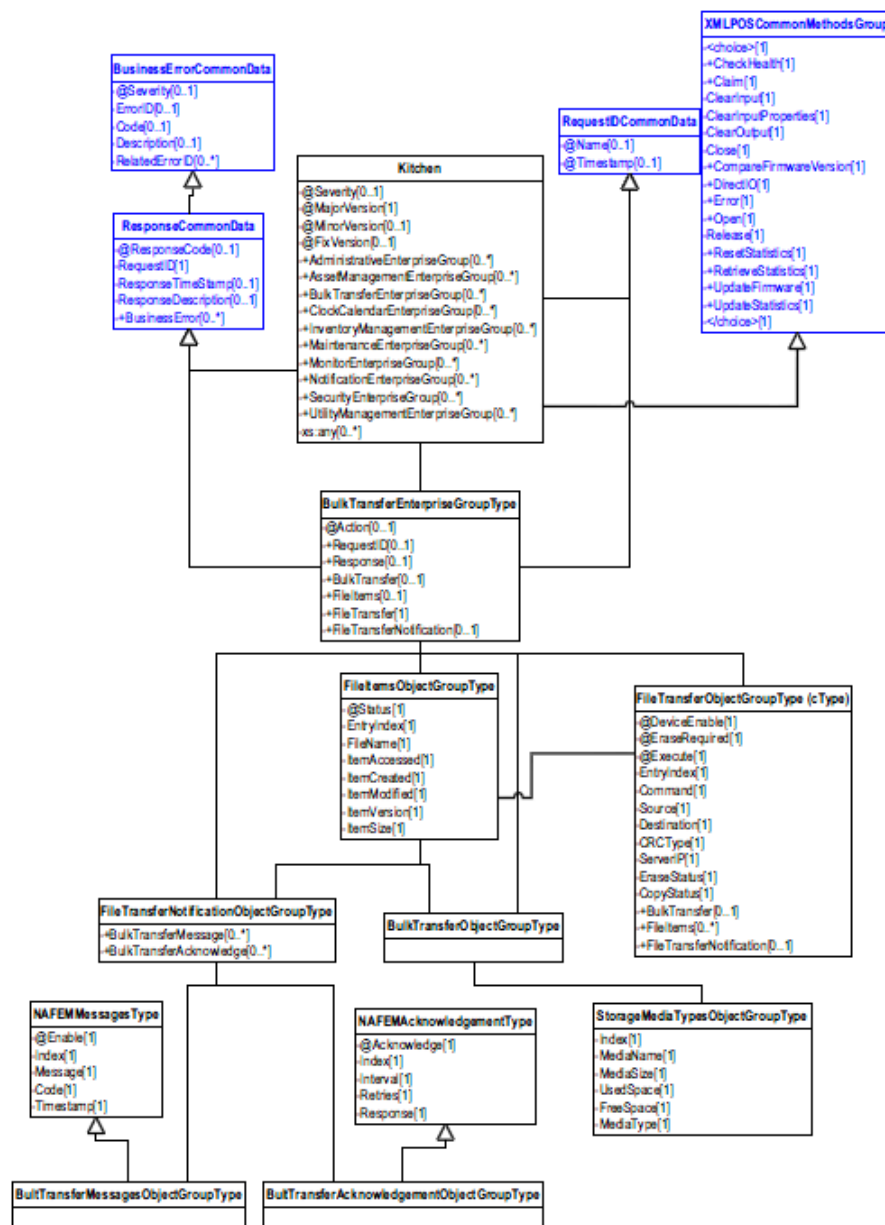 XMLPOSCommonMethodsGroup
-<choice>[1]
-+CheckHealth[1]
-+Claim[1]
-ClearInput[1]
-ClearInputProperties[1]
-ClearOutput[1]
-Close[1]
-+CompareFirmwareVersion[1]
-+DirectIO[1]
-+Error[1]
-+Open[1]
-Release[1]
-+ResetStatistics[1]
-+RetrieveStatistics[1]
-+UpdateFirmware[1]
-+UpdateStatistics[1]
-</choice>[1]
BusinessErrorCommonData
-@Severity[0..1]
-ErrorID[0..1]
-Code[0..1]
-Description[0..1]
-RelatedErrorID[0..*]
RequestIDCommonData
-@Name[0..1]
-@Timestamp[0..1]
Kitchen
-@Severity[0..1]
-@MajorVersion[1]
-@MinorVersion[0..1]
-@FixVersion[0..1]
-+AdministrativeEnterpriseGroup[0..*]
-+AssetManagementEnterpriseGroup[0..*]
-+BulkTransferEnterpriseGroup[0..*]
-+ClockCalendarEnterpriseGroup[0..*]
-+InventoryManagementEnterpriseGroup[0..*]
-+MaintenanceEnterpriseGroup[0..*]
-+MonitorEnterpriseGroup[0..*]
-+NotificationEnterpriseGroup[0..*]
-+SecurityEnterpriseGroup[0..*]
-+UtilityManagementEnterpriseGroup[0..*]
-xs:any[0..*]
ResponseCommonData
-@ResponseCode[0..1]
-RequestID[1]
-ResponseTimeStamp[0..1]
-ResponseDescription[0..1]
-+BusinessError[0..*]
BulkTransferEnterpriseGroupType
-@Action[0..1]
-+RequestID[0..1]
-+Response[0..1]
-+BulkTransfer[0..1]
-+FileItems[0..1]
-+FileTransfer[1]
-+FileTransferNotification[0..1]
FileItemsObjectGroupType
-@Status[1]
-EntryIndex[1]
-FileName[1]
-ItemAccessed[1]
-ItemCreated[1]
-ItemModified[1]
-ItemVersion[1]
-ItemSize[1]
FileTransferObjectGroupType (cType)
-@DeviceEnable[1]
-@EraseRequired[1]
-@Execute[1]
-EntryIndex[1]
-Command[1]
-Source[1]
-Destination[1]
-CRCType[1]
-ServerIP[1]
-EraseStatus[1]
-CopyStatus[1]
-+BulkTransfer[0..1]
-+FileItems[0..*]
-+FileTransferNotification[0..1]
FileTransferNotificationObjectGroupType
-+BulkTransferMessage[0..*]
-+BulkTransferAcknowledge[0..*]
BulkTransferObjectGroupType
NAFEMMessagesType
-@Enable[1]
-Index[1]
-Message[1]
-Code[1]
-Timestamp[1]
NAFEMAcknowledgementType
-@Acknowledge[1]
-Index[1]
-Interval[1]
-Retries[1]
-Response[1]
StorageMediaTypesObjectGroupType
-Index[1]
-MediaName[1]
-MediaSize[1]
-UsedSpace[1]
-FreeSpace[1]
-MediaType[1]
BultTransferMessagesObjectGroupType
BultTransferAcknowledgementObjectGroupType